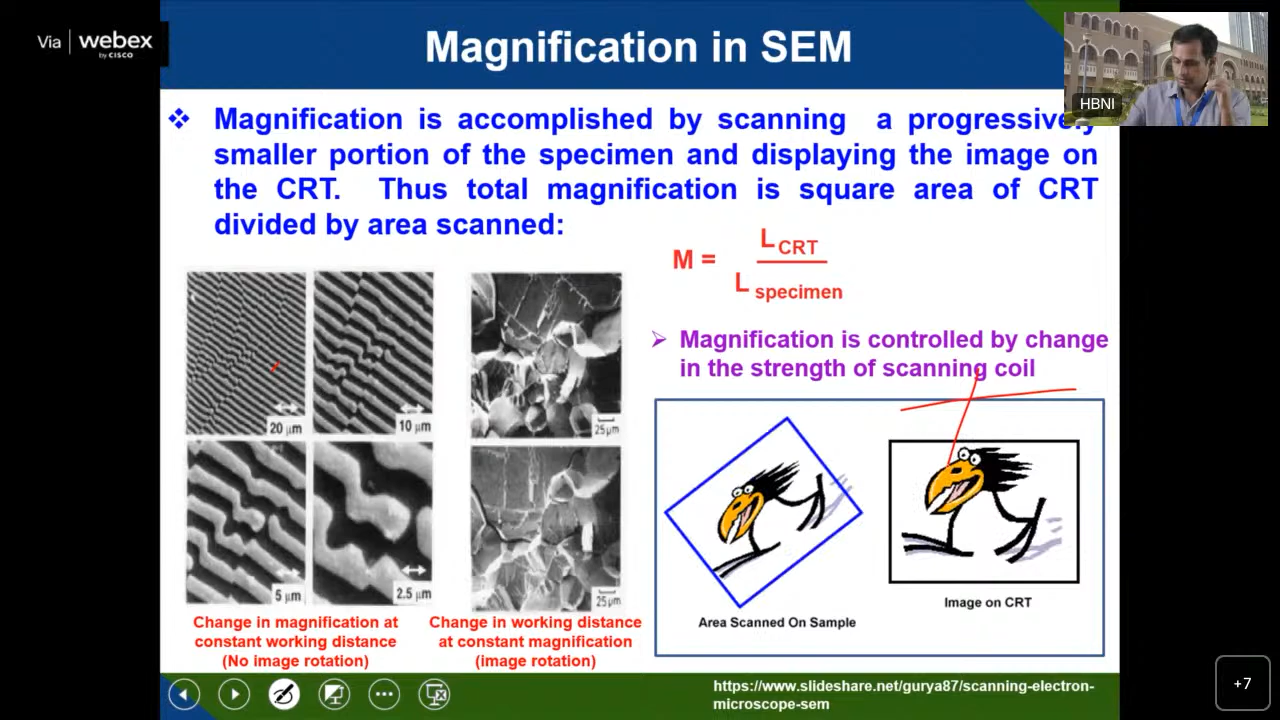 Via | webex
by CISCO
Magnification in SEM
HBNI
❖ Magnification is accomplished by scanning a progressively
smaller portion of the specimen and displaying the image on
the CRT. Thus total magnification is square area of CRT
divided by area scanned:
M = L CRT
L specimen
20 μm
10 μm
25μm
5 μm
2.5 μm
25μm
➢ Magnification is controlled by change
in the strength of scanning coil
Area Scanned On Sample
Image on CRT
Change in magnification at
constant working distance
(No image rotation)
Change in working distance
at constant magnification
(image rotation)
https://www.slideshare.net/gurya87/scanning-electron-
microscope-sem
+7